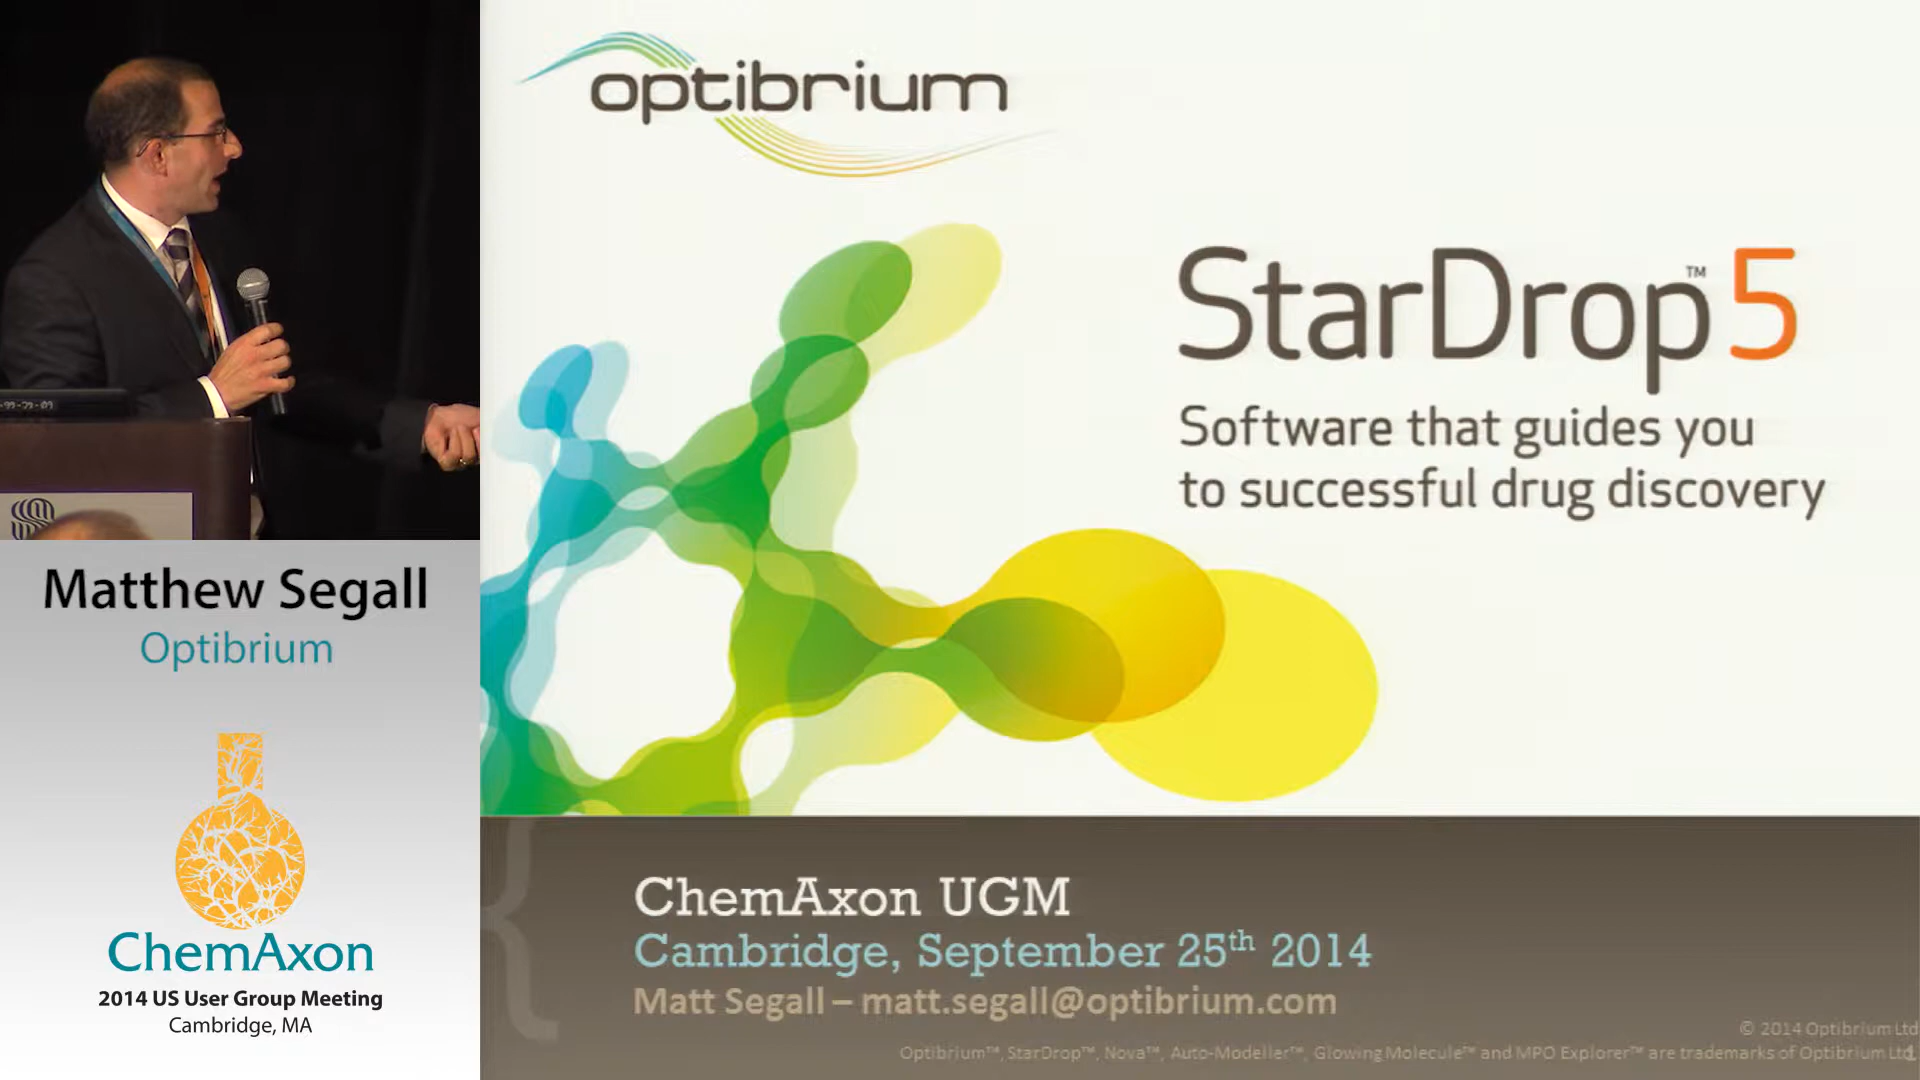 optibrium
StarDrop™5
Software that guides you
to successful drug discovery
Matthew Segall
Optibrium
ChemAxon
2014 US User Group Meeting
Cambridge, MA
ChemAxon UGM
Cambridge, September 25th 2014
Matt Segall – matt.segall@optibrium.com
© 2014 Optibrium Ltd
Optibrium™, StarDrop™, Nova™, Auto-Modeller™, Glowing Molecule™ and MPO Explorer™ are trademarks of Optibrium Ltd.
1